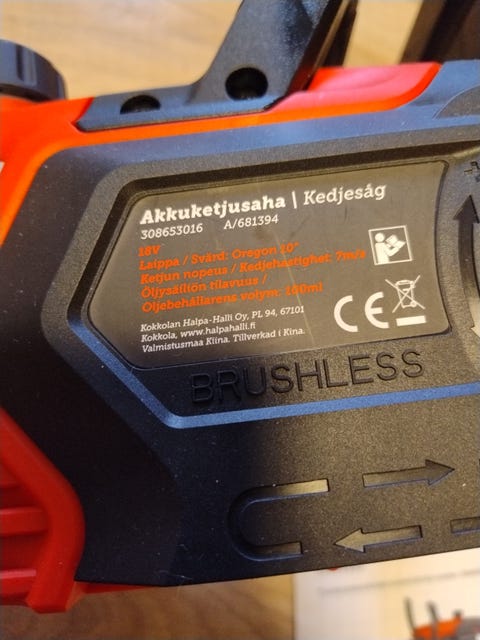 Akkuketjusaha | Kedjesåg
308653016 A/681394
18V
Laippa / Svärd: Oregon 10"
Ketjun nopeus / Kedjehastighet: 7m/s
Öljysäiliön tilavuus /
Oljebehållarens volym: 100ml
Kokkolan Halpa-Halli Oy, PL 94, 67101
Kokkola, www.halpahalli.fi
Valmistusmaa Kiina. Tillverkad i Kina.
CE
BRUSHLESS